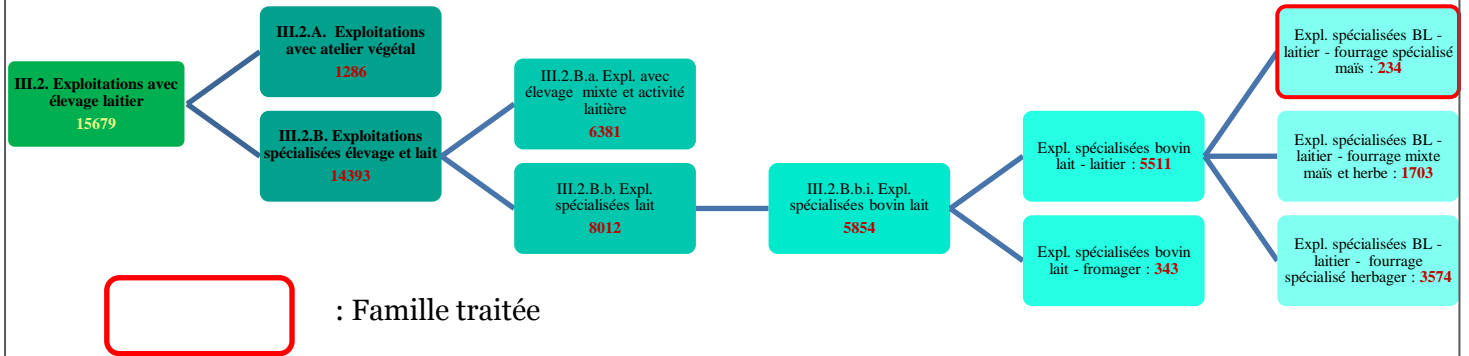 III.2. Exploitations avec
élevage laitier
15679
III.2.A. Exploitations
avec atelier végétal
1286
III.2.B. Exploitations
spécialisées élevage et lait
14393
III.2.B.a. Expl. avec
élevage mixte et activité
laitière
6381
III.2.B.b. Expl.
spécialisées lait
8012
III.2.B.b.i. Expl.
spécialisées bovin lait
5854
Expl. spécialisées bovin
lait - laitier : 5511
Expl. spécialisées bovin
lait - fromager : 343
Expl. spécialisées BL -
laitier - fourrage spécialisé
maïs : 234
Expl. spécialisées BL -
laitier - fourrage mixte
maïs et herbe : 1703
Expl. spécialisées BL -
laitier - fourrage
spécialisé herbager : 3574
: Famille traitée